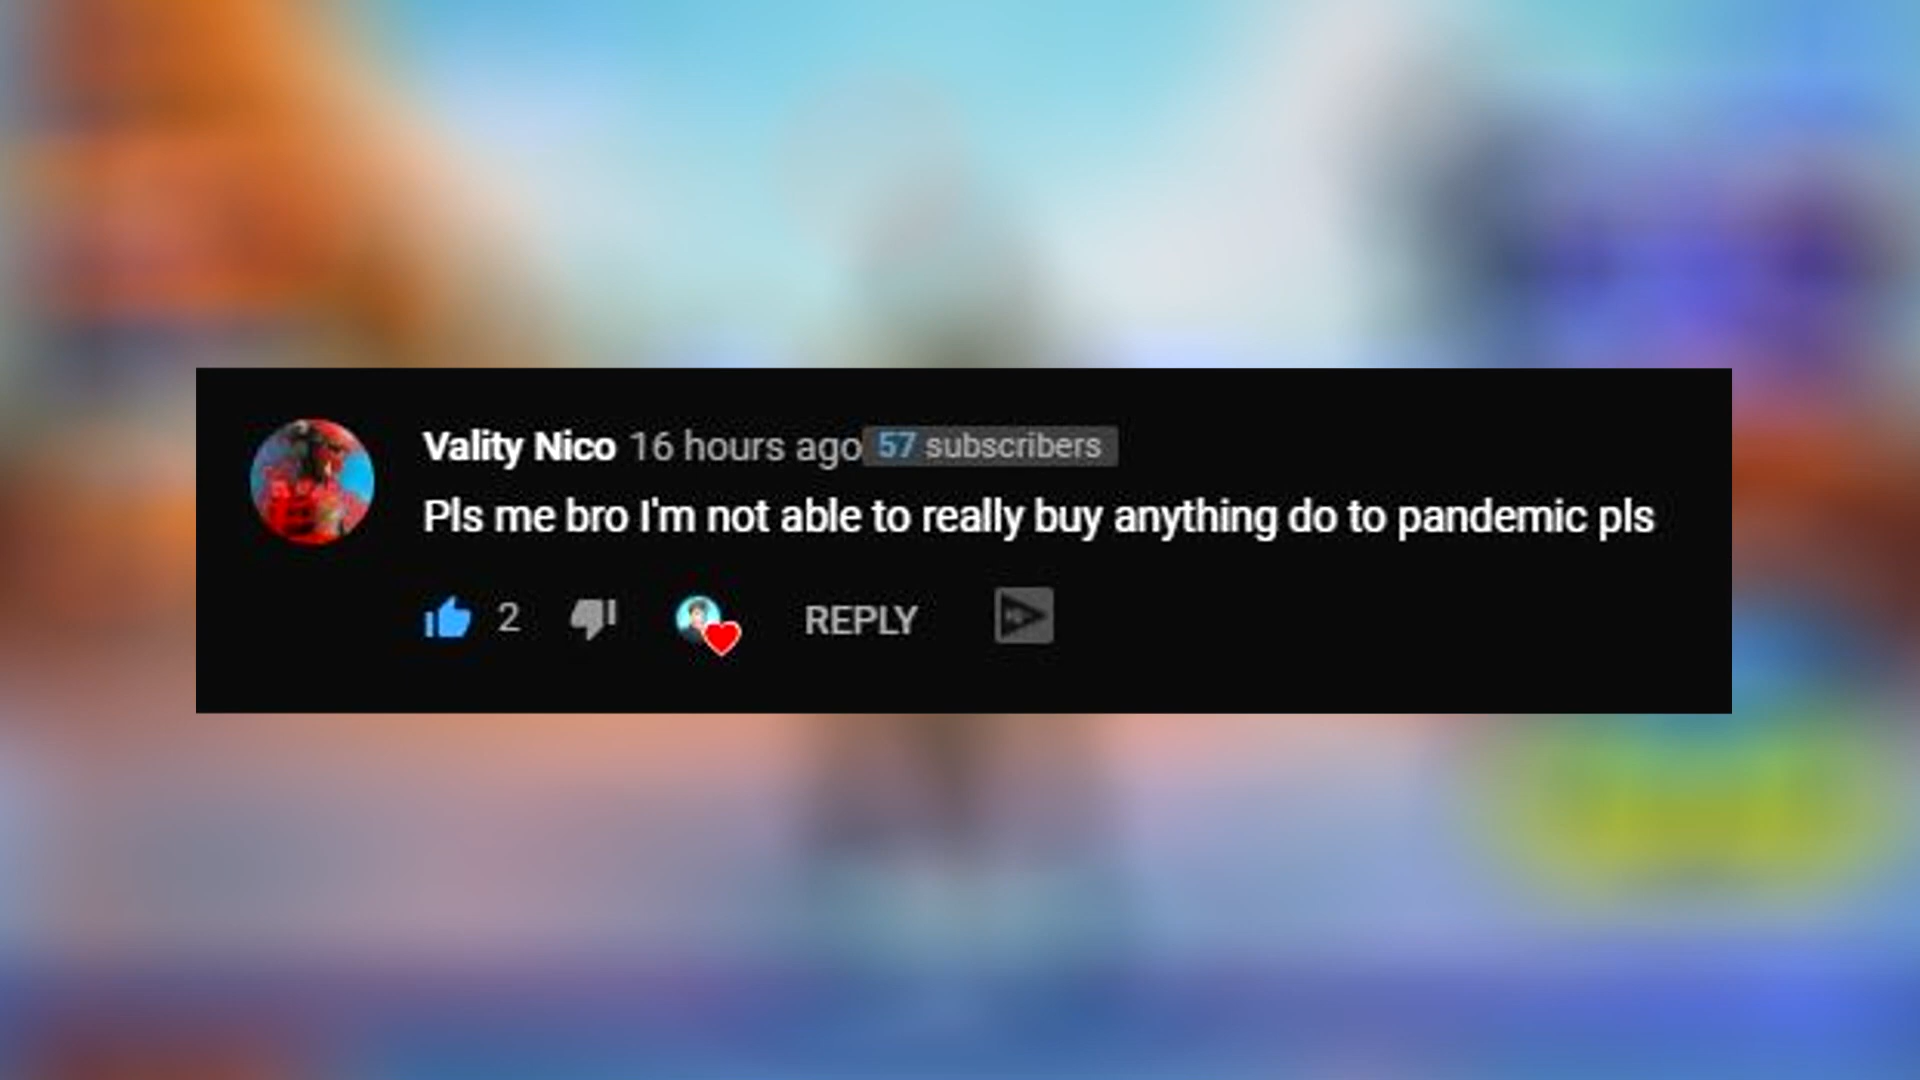 Vality Nico 16 hours ago 57 subscribers
Pls me bro I'm not able to really buy anything do to pandemic pls
2 REPLY